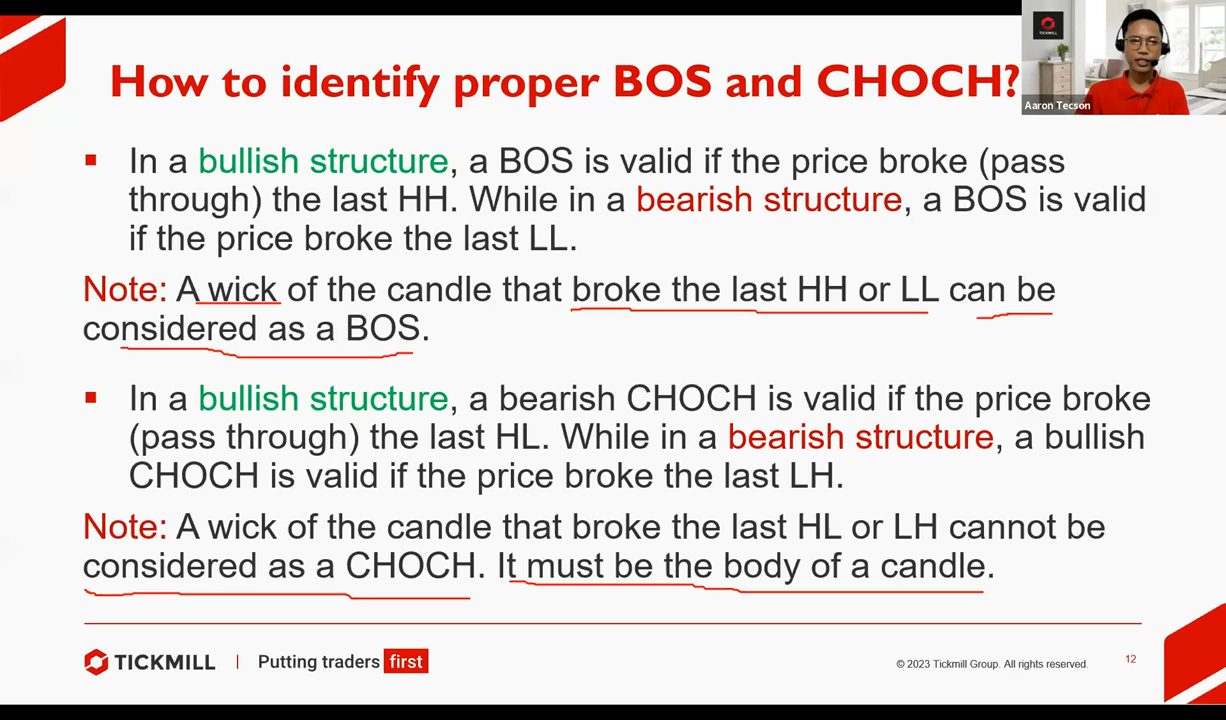 TICKMILL
How to identify proper BOS and CHOCH?
Aaron Tecson
In a bullish structure, a BOS is valid if the price broke (pass
through) the last HH. While in a bearish structure, a BOS is valid
if the price broke the last LL.
Note: A wick of the candle that broke the last HH or LL can be
considered as a BOS.
In a bullish structure, a bearish CHOCH is valid if the price broke
(pass through) the last HL. While in a bearish structure, a bullish
CHOCH is valid if the price broke the last LH.
Note: A wick of the candle that broke the last HL or LH cannot be
considered as a CHOCH. It must be the body of a candle.
TICKMILL | Putting traders first
© 2023 Tickmill Group. All rights reserved.
12